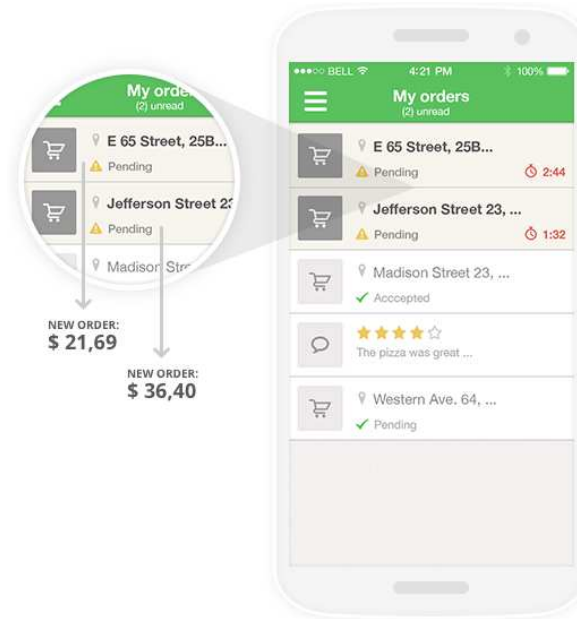 My orde
(2) unread
E 65 Street, 25B...
Pending
Jefferson Street 23
Pending
Madison Stre
NEW ORDER:
$ 21,69
NEW ORDER:
$ 36,40
BELL 4:21 PM 100%
My orders
(2) unread
E 65 Street, 25B...
Pending 2:44
Jefferson Street 23, ...
Pending 1:32
Madison Street 23, ...
Acccepted
The pizza was great ...
Western Ave. 64, ...
Pending